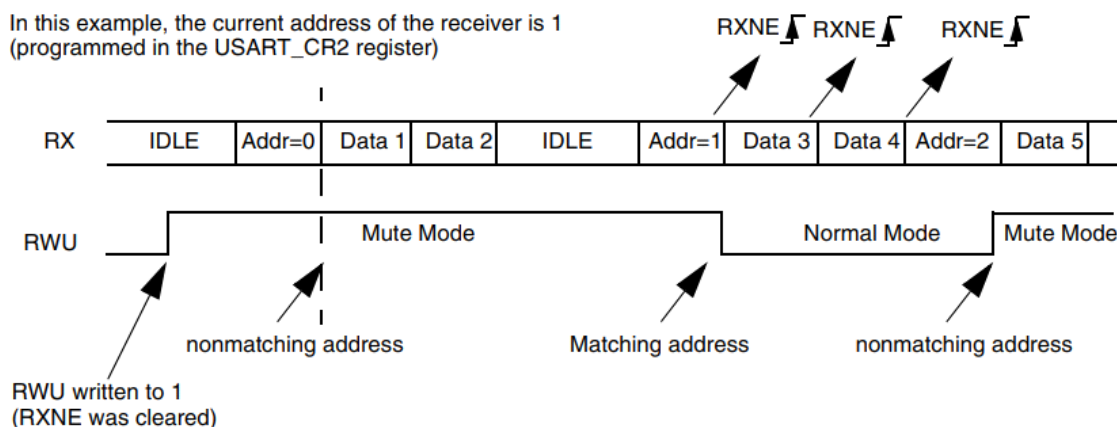 In this example, the current address of the receiver is 1
(programmed in the USART_CR2 register)
RXNE RXNE RXNE
RX IDLE Addr=0 Data 1 Data 2 IDLE Addr=1 Data 3 Data 4 Addr=2 Data 5
RWU Mute Mode Normal Mode Mute Mode
nonmatching address Matching address nonmatching address
RWU written to 1
(RXNE was cleared)